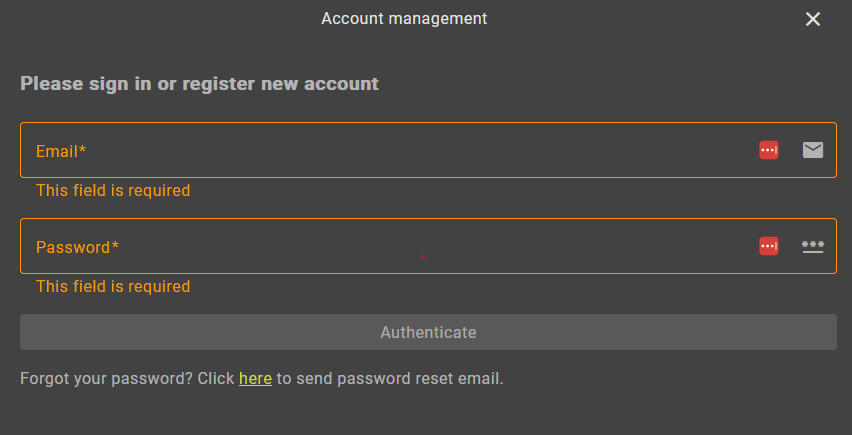 Account management
Please sign in or register new account
Email*
This field is required
Password*
This field is required
Authenticate
Forgot your password? Click here to send password reset email.